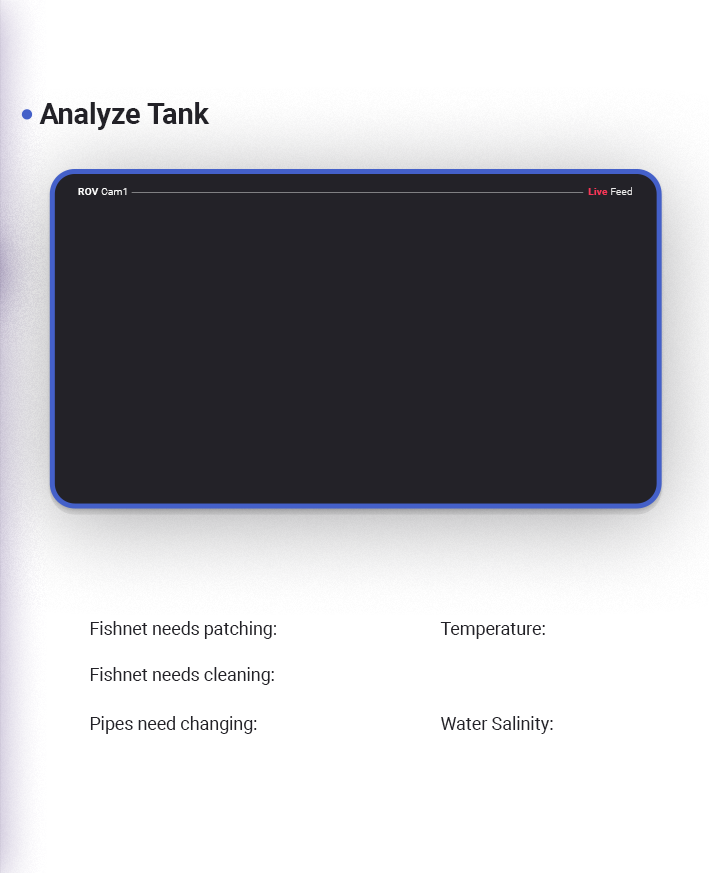 Analyze Tank
ROV Cam1 Live Feed
Fishnet needs patching: Temperature:
Fishnet needs cleaning:
Pipes need changing: Water Salinity: